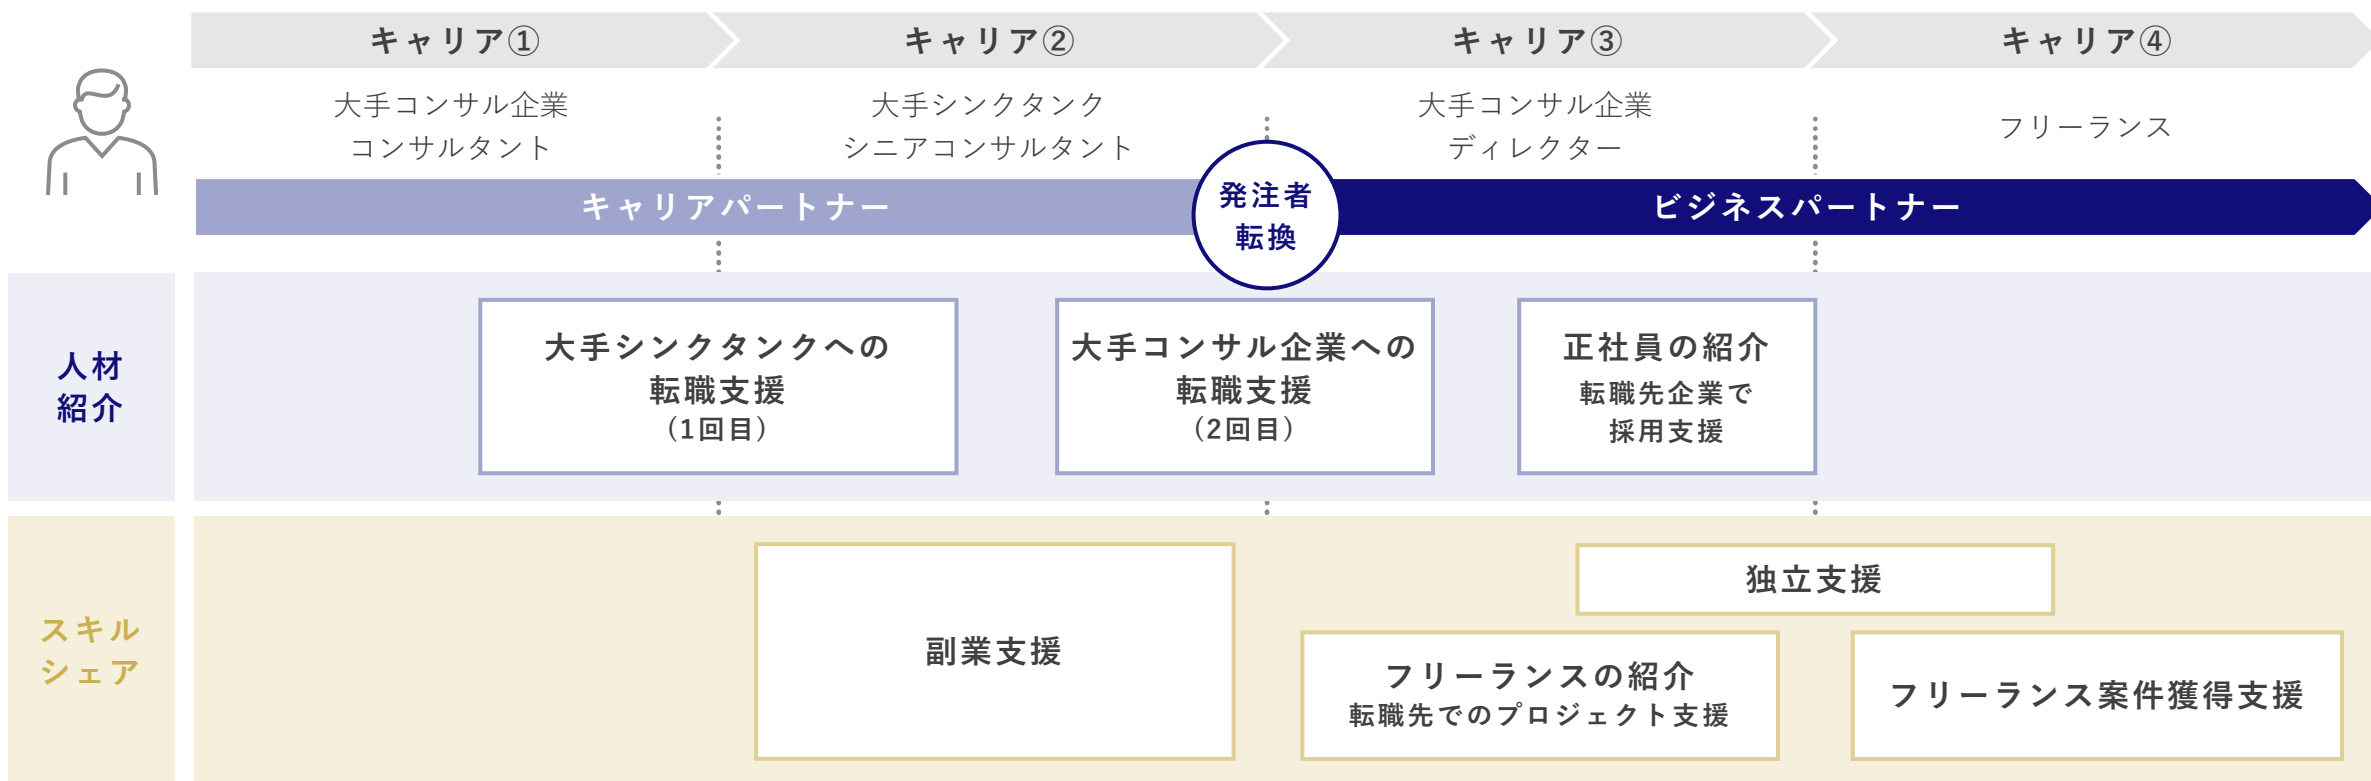 キャリア①
キャリア②
キャリア③
キャリア④
大手コンサル企業
コンサルタント
大手シンクタンク
シニアコンサルタント
大手コンサル企業
ディレクター
フリーランス
キャリアパートナー
発注者
転換
ビジネスパートナー
人材
紹介
大手シンクタンクへの
転職支援
(1回目)
大手コンサル企業への
転職支援
(2回目)
正社員の紹介
転職先企業で
採用支援
スキル
シェア
副業支援
独立支援
フリーランスの紹介
転職先でのプロジェクト支援
フリーランス案件獲得支援